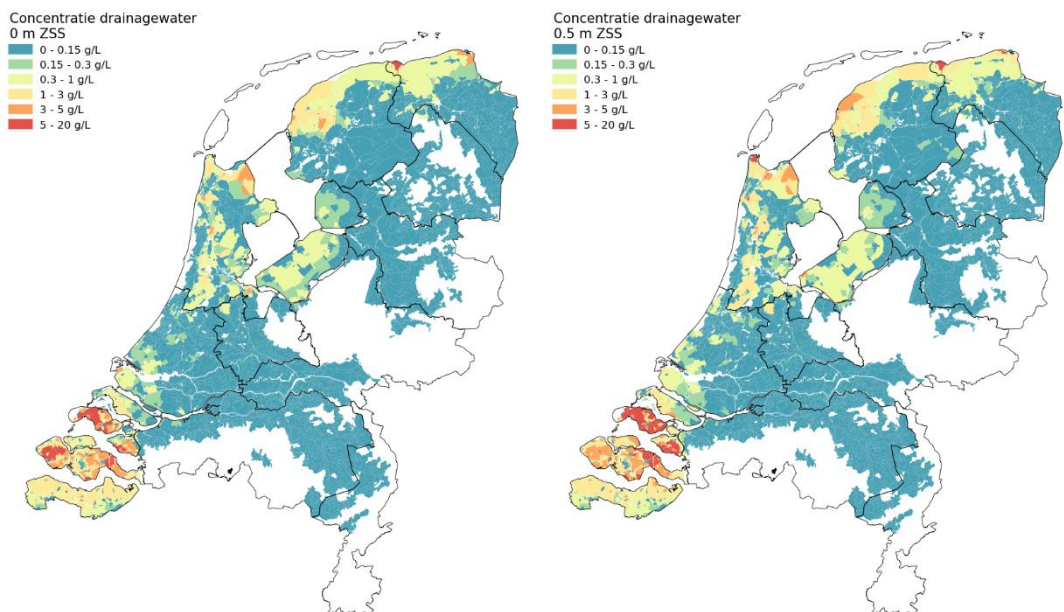 Concentratie drainagewater
0 m ZSS
0 - 0.15 g/L
0.15 - 0.3 g/L
0.3 - 1 g/L
1 - 3 g/L
3 - 5 g/L
5 - 20 g/L
Concentratie drainagewater
0.5 m ZSS
0 - 0.15 g/L
0.15 - 0.3 g/L
0.3 - 1 g/L
1 - 3 g/L
3 - 5 g/L
5 - 20 g/L